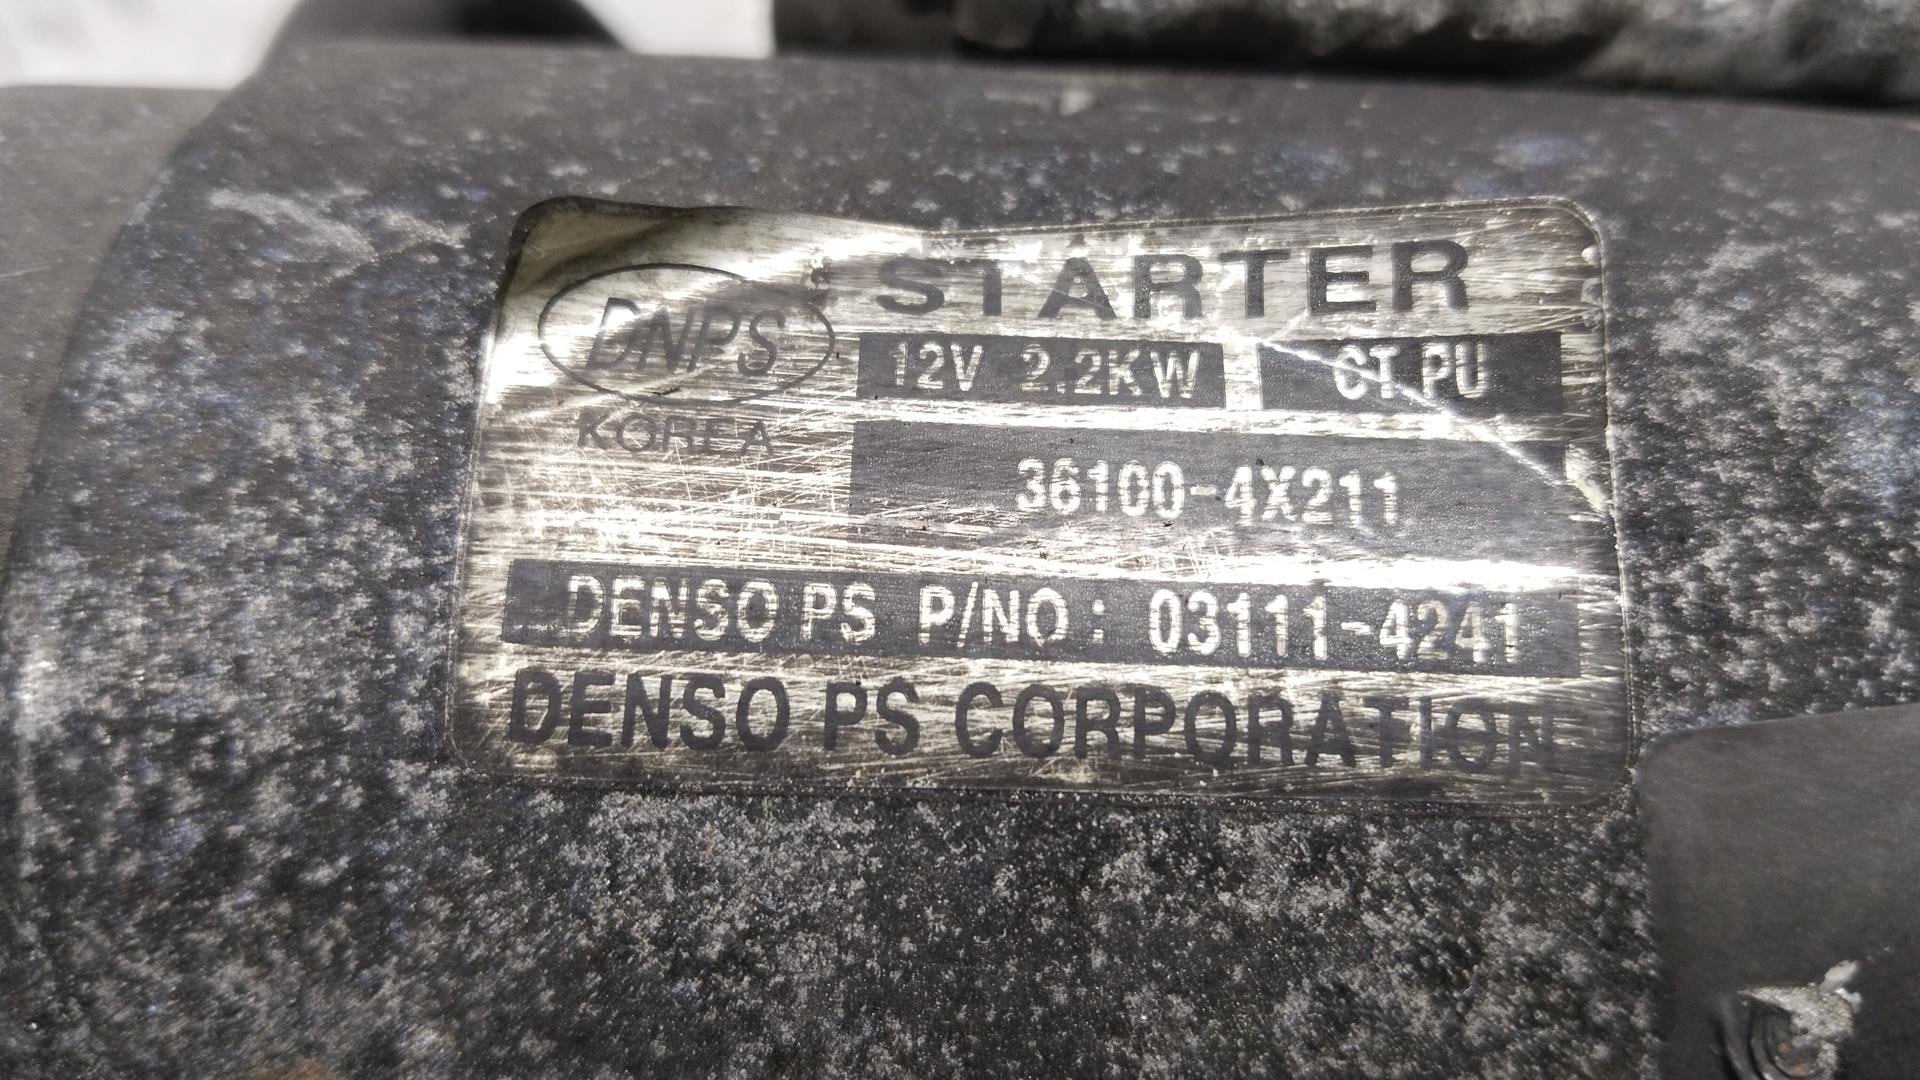 STARTER
DNPS
12V 2.2KW CT PU
KOREA
36100-4X211
DENSO PS P/NO: 03111-4241
DENSO PS CORPORATION